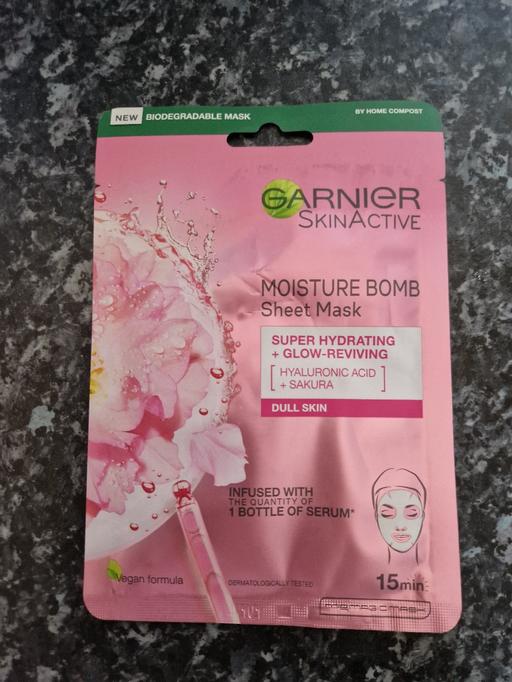 NEW BIODEGRADABLE MASK BY HOME COMPOST
GARNIER
SKINACTIVE
MOISTURE BOMB
Sheet Mask
SUPER HYDRATING
+ GLOW-REVIVING
[ HYALURONIC ACID
+ SAKURA ]
DULL SKIN
INFUSED WITH
THE QUANTITY OF
1 BOTTLE OF SERUM*
Vegan formula DERMATOLOGICALLY TESTED 15min